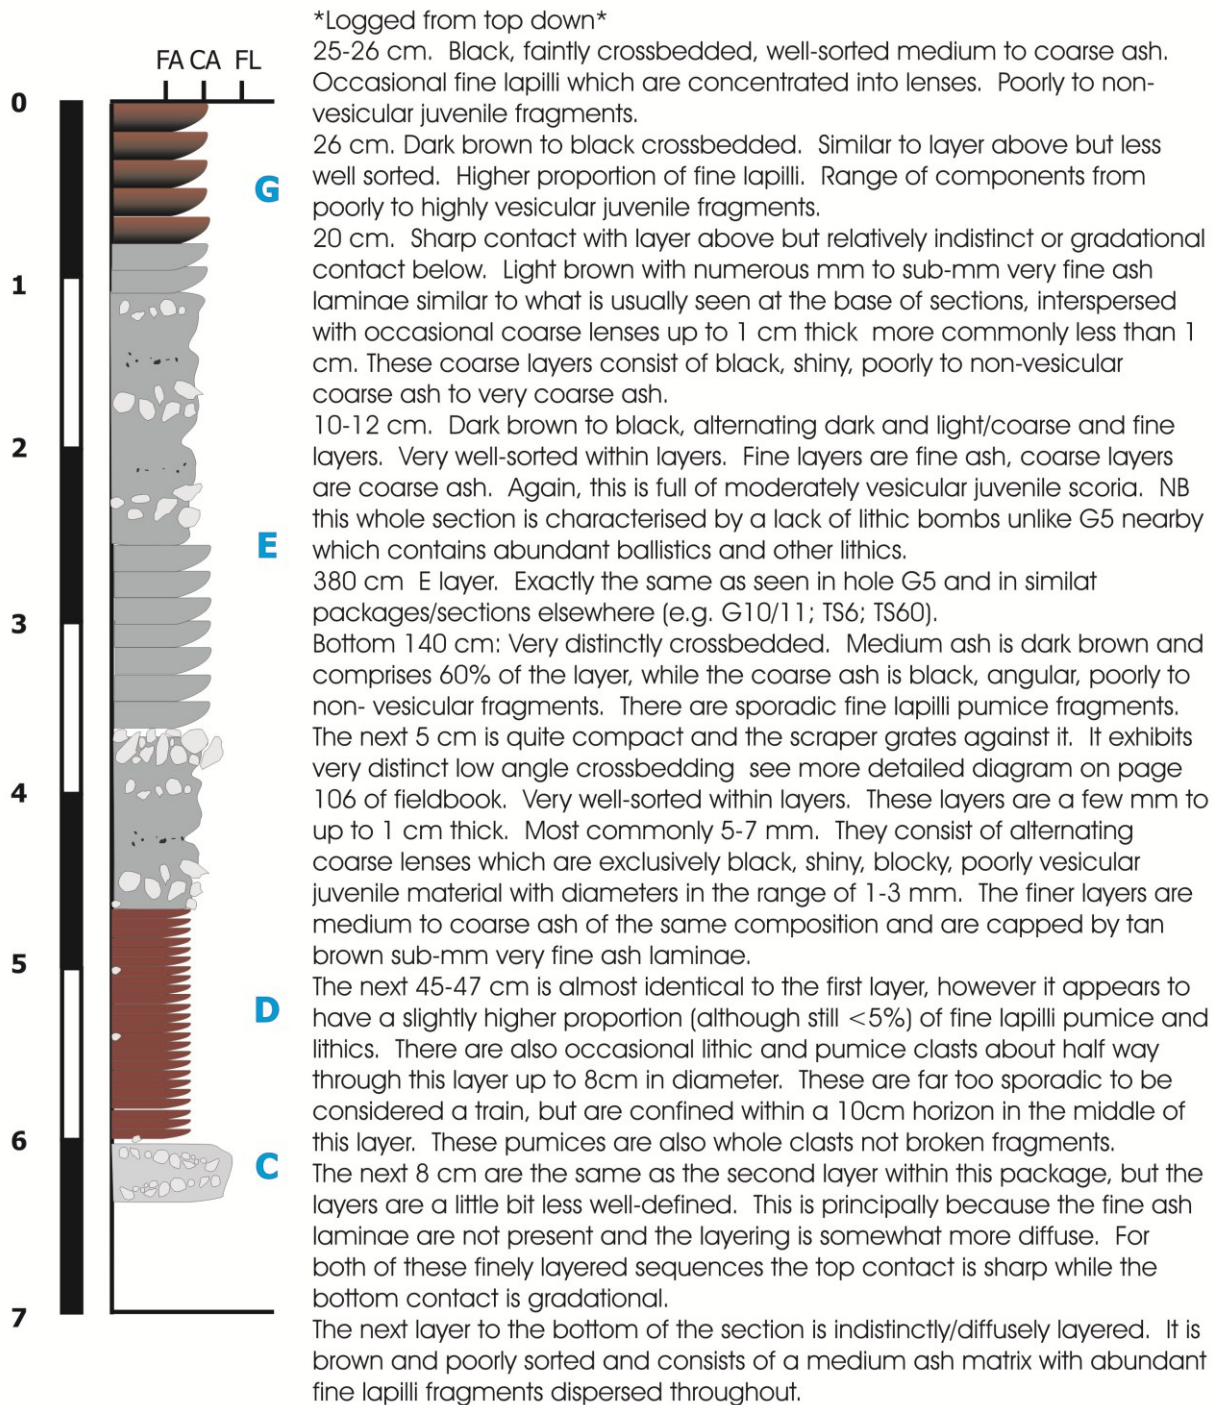 *Logged from top down*
25-26 cm. Black, faintly crossbedded, well-sorted medium to coarse ash.
Occasional fine lapilli which are concentrated into lenses. Poorly to non-
vesicular juvenile fragments.
26 cm. Dark brown to black crossbedded. Similar to layer above but less
well sorted. Higher proportion of fine lapilli. Range of components from
poorly to highly vesicular juvenile fragments.
20 cm. Sharp contact with layer above but relatively indistinct or gradational
contact below. Light brown with numerous mm to sub-mm very fine ash
laminae similar to what is usually seen at the base of sections, interspersed
with occasional coarse lenses up to 1 cm thick more commonly less than 1
cm. These coarse layers consist of black, shiny, poorly to non-vesicular
coarse ash to very coarse ash.
10-12 cm. Dark brown to black, alternating dark and light/coarse and fine
layers. Very well-sorted within layers. Fine layers are fine ash, coarse layers
are coarse ash. Again, this is full of moderately vesicular juvenile scoria. NB
this whole section is characterised by a lack of lithic bombs unlike G5 nearby
which contains abundant ballistics and other lithics.
380 cm E layer. Exactly the same as seen in hole G5 and in similat
packages/sections elsewhere (e.g. G10/11; TS6; TS60).
Bottom 140 cm: Very distinctly crossbedded. Medium ash is dark brown and
comprises 60% of the layer, while the coarse ash is black, angular, poorly to
non- vesicular fragments. There are sporadic fine lapilli pumice fragments.
The next 5 cm is quite compact and the scraper grates against it. It exhibits
very distinct low angle crossbedding see more detailed diagram on page
106 of fieldbook. Very well-sorted within layers. These layers are a few mm to
up to 1 cm thick. Most commonly 5-7 mm. They consist of alternating
coarse lenses which are exclusively black, shiny, blocky, poorly vesicular
juvenile material with diameters in the range of 1-3 mm. The finer layers are
medium to coarse ash of the same composition and are capped by tan
brown sub-mm very fine ash laminae.
The next 45-47 cm is almost identical to the first layer, however it appears to
have a slightly higher proportion (although still <5%) of fine lapilli pumice and
lithics. There are also occasional lithic and pumice clasts about half way
through this layer up to 8cm in diameter. These are far too sporadic to be
considered a train, but are confined within a 10cm horizon in the middle of
this layer. These pumices are also whole clasts not broken fragments.
The next 8 cm are the same as the second layer within this package, but the
layers are a little bit less well-defined. This is principally because the fine ash
laminae are not present and the layering is somewhat more diffuse. For
both of these finely layered sequences the top contact is sharp while the
bottom contact is gradational.
The next layer to the bottom of the section is indistinctly/diffusely layered. It is
brown and poorly sorted and consists of a medium ash matrix with abundant
fine lapilli fragments dispersed throughout.
FA CA FL
0
1
2
3
4
5
6
7
G
E
D
C